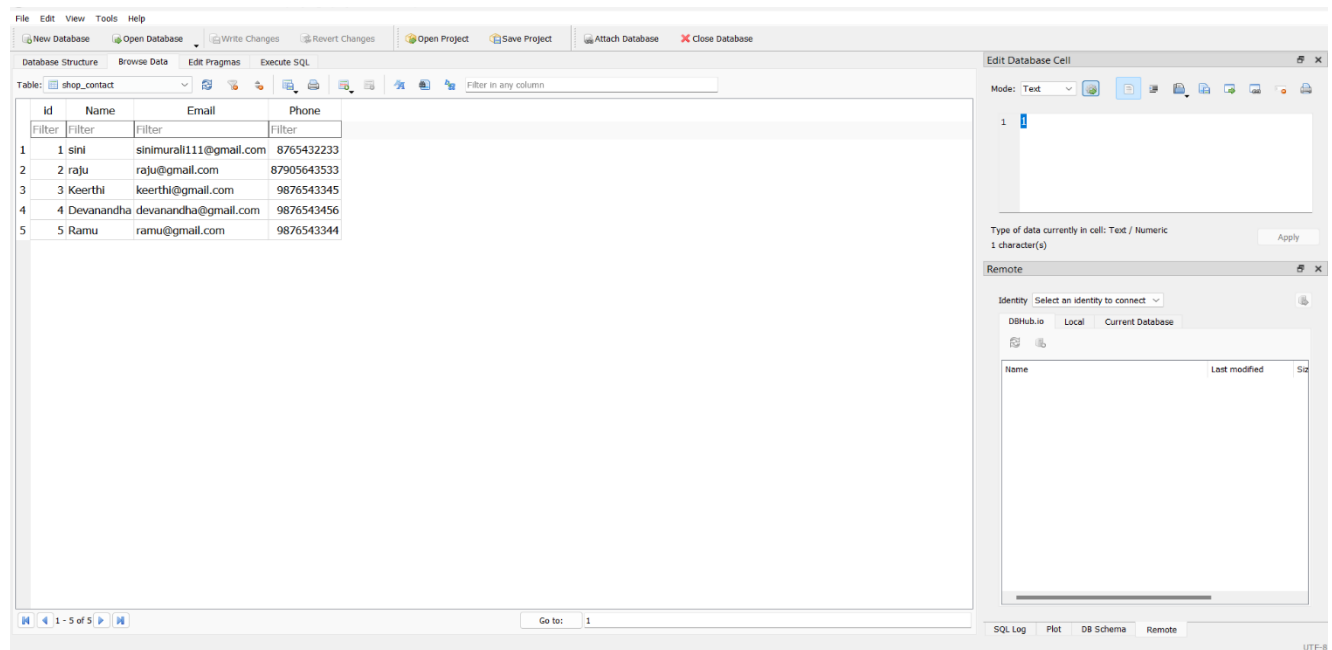 File Edit View Tools Help
New Database Open Database Write Changes Revert Changes Open Project Save Project Attach Database Close Database
Database Structure Browse Data Edit Pragmas Execute SQL
Table: shop_contact Filter in any column
id Name Email Phone
Filter Filter Filter Filter
1 1 sini sinimurali111@gmail.com 8765432233
2 2 raju raju@gmail.com 87905643533
3 3 Keerthi keerthi@gmail.com 9876543345
4 4 Devanandha devanandha@gmail.com 9876543456
5 5 Ramu ramu@gmail.com 9876543344
1 - 5 of 5 Go to: 1
Edit Database Cell
Mode: Text
1 1
Type of data currently in cell: Text / Numeric
1 character(s)
Apply
Remote
Identity Select an identity to connect
DBHub.io Local Current Database
Name Last modified Siz
SQL Log Plot DB Schema Remote
UTF-8